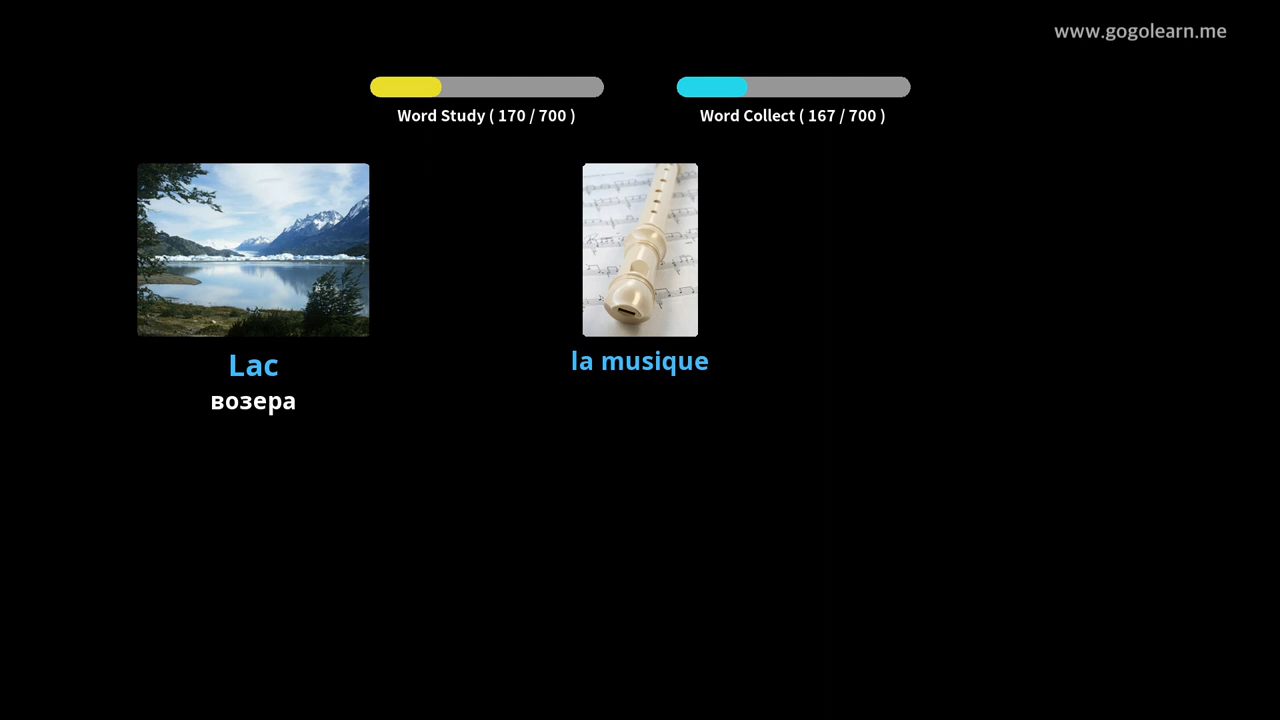 www.gogolearn.me
Word Study ( 170 / 700 )
Word Collect ( 167 / 700 )
Lac
возера
la musique